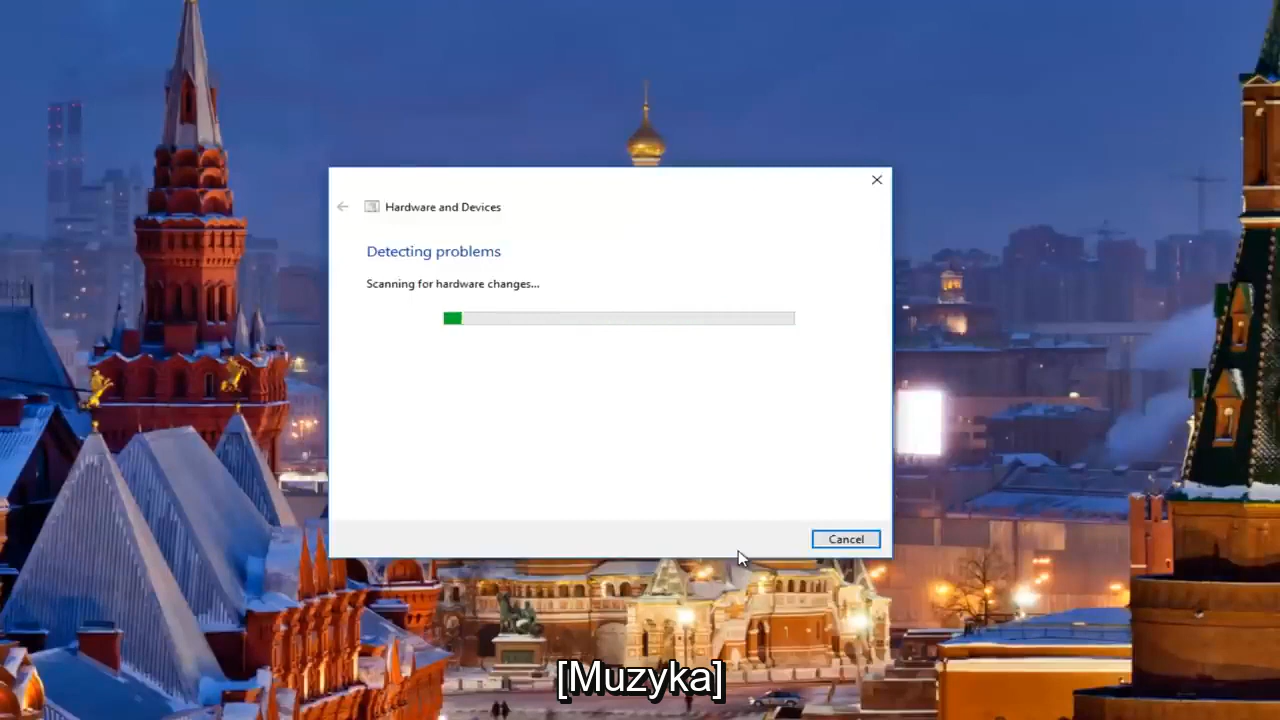 Hardware and Devices
Detecting problems
Scanning for hardware changes...
Cancel
[Muzyka]